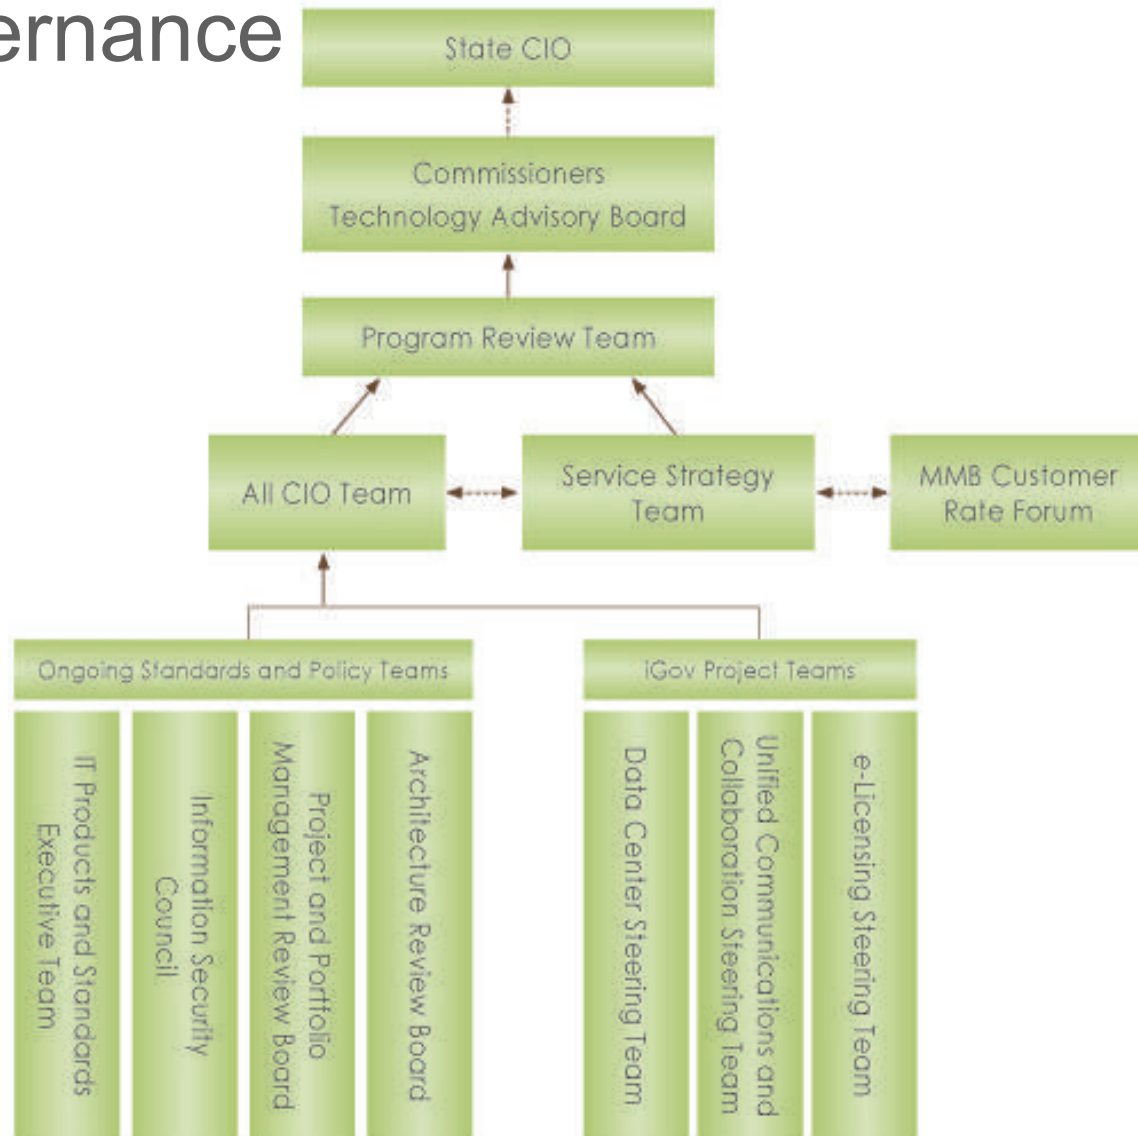 ernance
State CIO
Commissioners
Technology Advisory Board
Program Review Team
All CIO Team
Service Strategy
Team
MMB Customer
Rate Forum
Ongoing Standards and Policy Teams
iGov Project Teams
IT Products and Standards
Executive Team
Information Security
Council
Project and Portfolio
Management Review Board
Architecture Review Board
Data Center Steering Team
Unified Communications and
Collaboration Steering Team
e-Licensing Steering Team